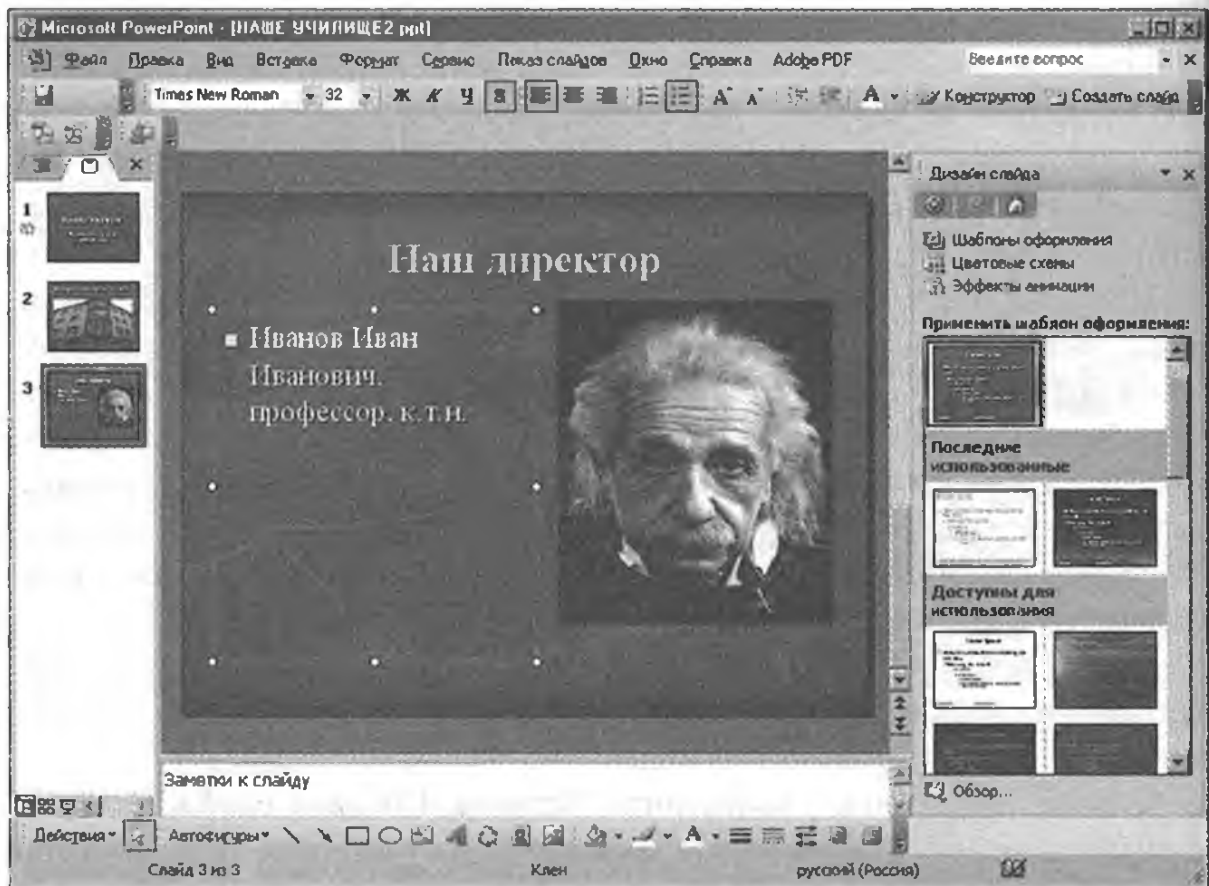 Microsoft PowerPoint - [НАШЕ УЧИЛИЩЕ2.ppt]
Файл Правка Вид Вставка Формат Сервис Показ слайдов Окно Справка Adobe PDF Введите вопрос
Times New Roman 32 Ж К Ч S A A A Конструктор Создать слайд
Дизайн слайда
1
Шаблоны оформления
Цветовые схемы
Эффекты анимации
2
Применить шаблон оформления:
3
Наш директор
Иванов Иван
Иванович,
профессор, к.т.н.
Последние
использованные
Доступны для
использования
Заметки к слайду
Обзор...
Действия Автофигуры A
Слайд 3 из 3 Клен русский (Россия)